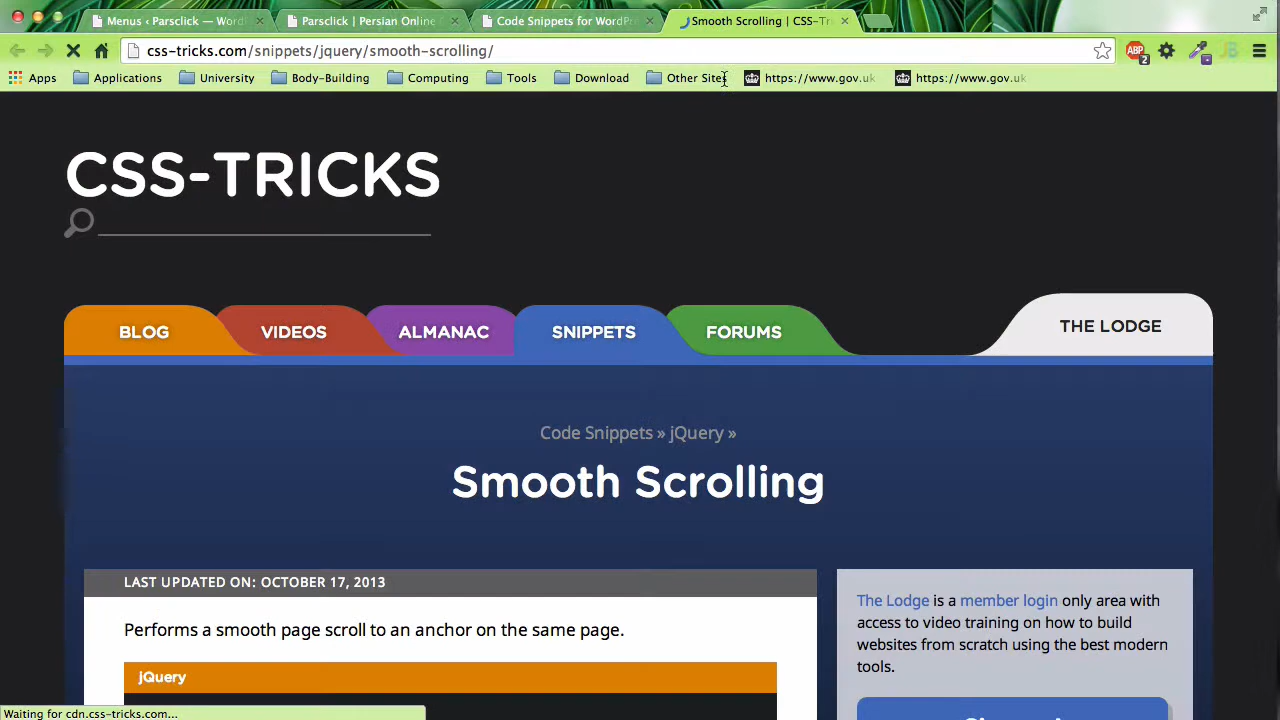 Menus ‹ Parsclick — Word
Parsclick | Persian Online
Code Snippets for WordPr
Smooth Scrolling | CSS-Tr
css-tricks.com/snippets/jquery/smooth-scrolling/
ABP 2
Apps Applications University Body-Building Computing Tools Download Other Sites https://www.gov.uk https://www.gov.uk
CSS-TRICKS
BLOG VIDEOS ALMANAC SNIPPETS FORUMS THE LODGE
Code Snippets » jQuery »
Smooth Scrolling
LAST UPDATED ON: OCTOBER 17, 2013
Performs a smooth page scroll to an anchor on the same page.
jQuery
The Lodge is a member login only area with
access to video training on how to build
websites from scratch using the best modern
tools.
Waiting for cdn.css-tricks.com...